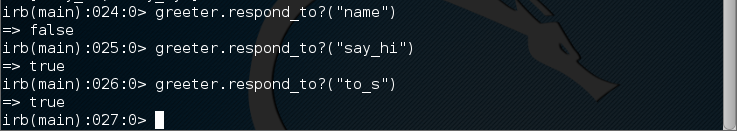 irb(main):024:0> greeter.respond_to?("name")
=> false
irb(main):025:0> greeter.respond_to?("say_hi")
=> true
irb(main):026:0> greeter.respond_to?("to_s")
=> true
irb(main):027:0>